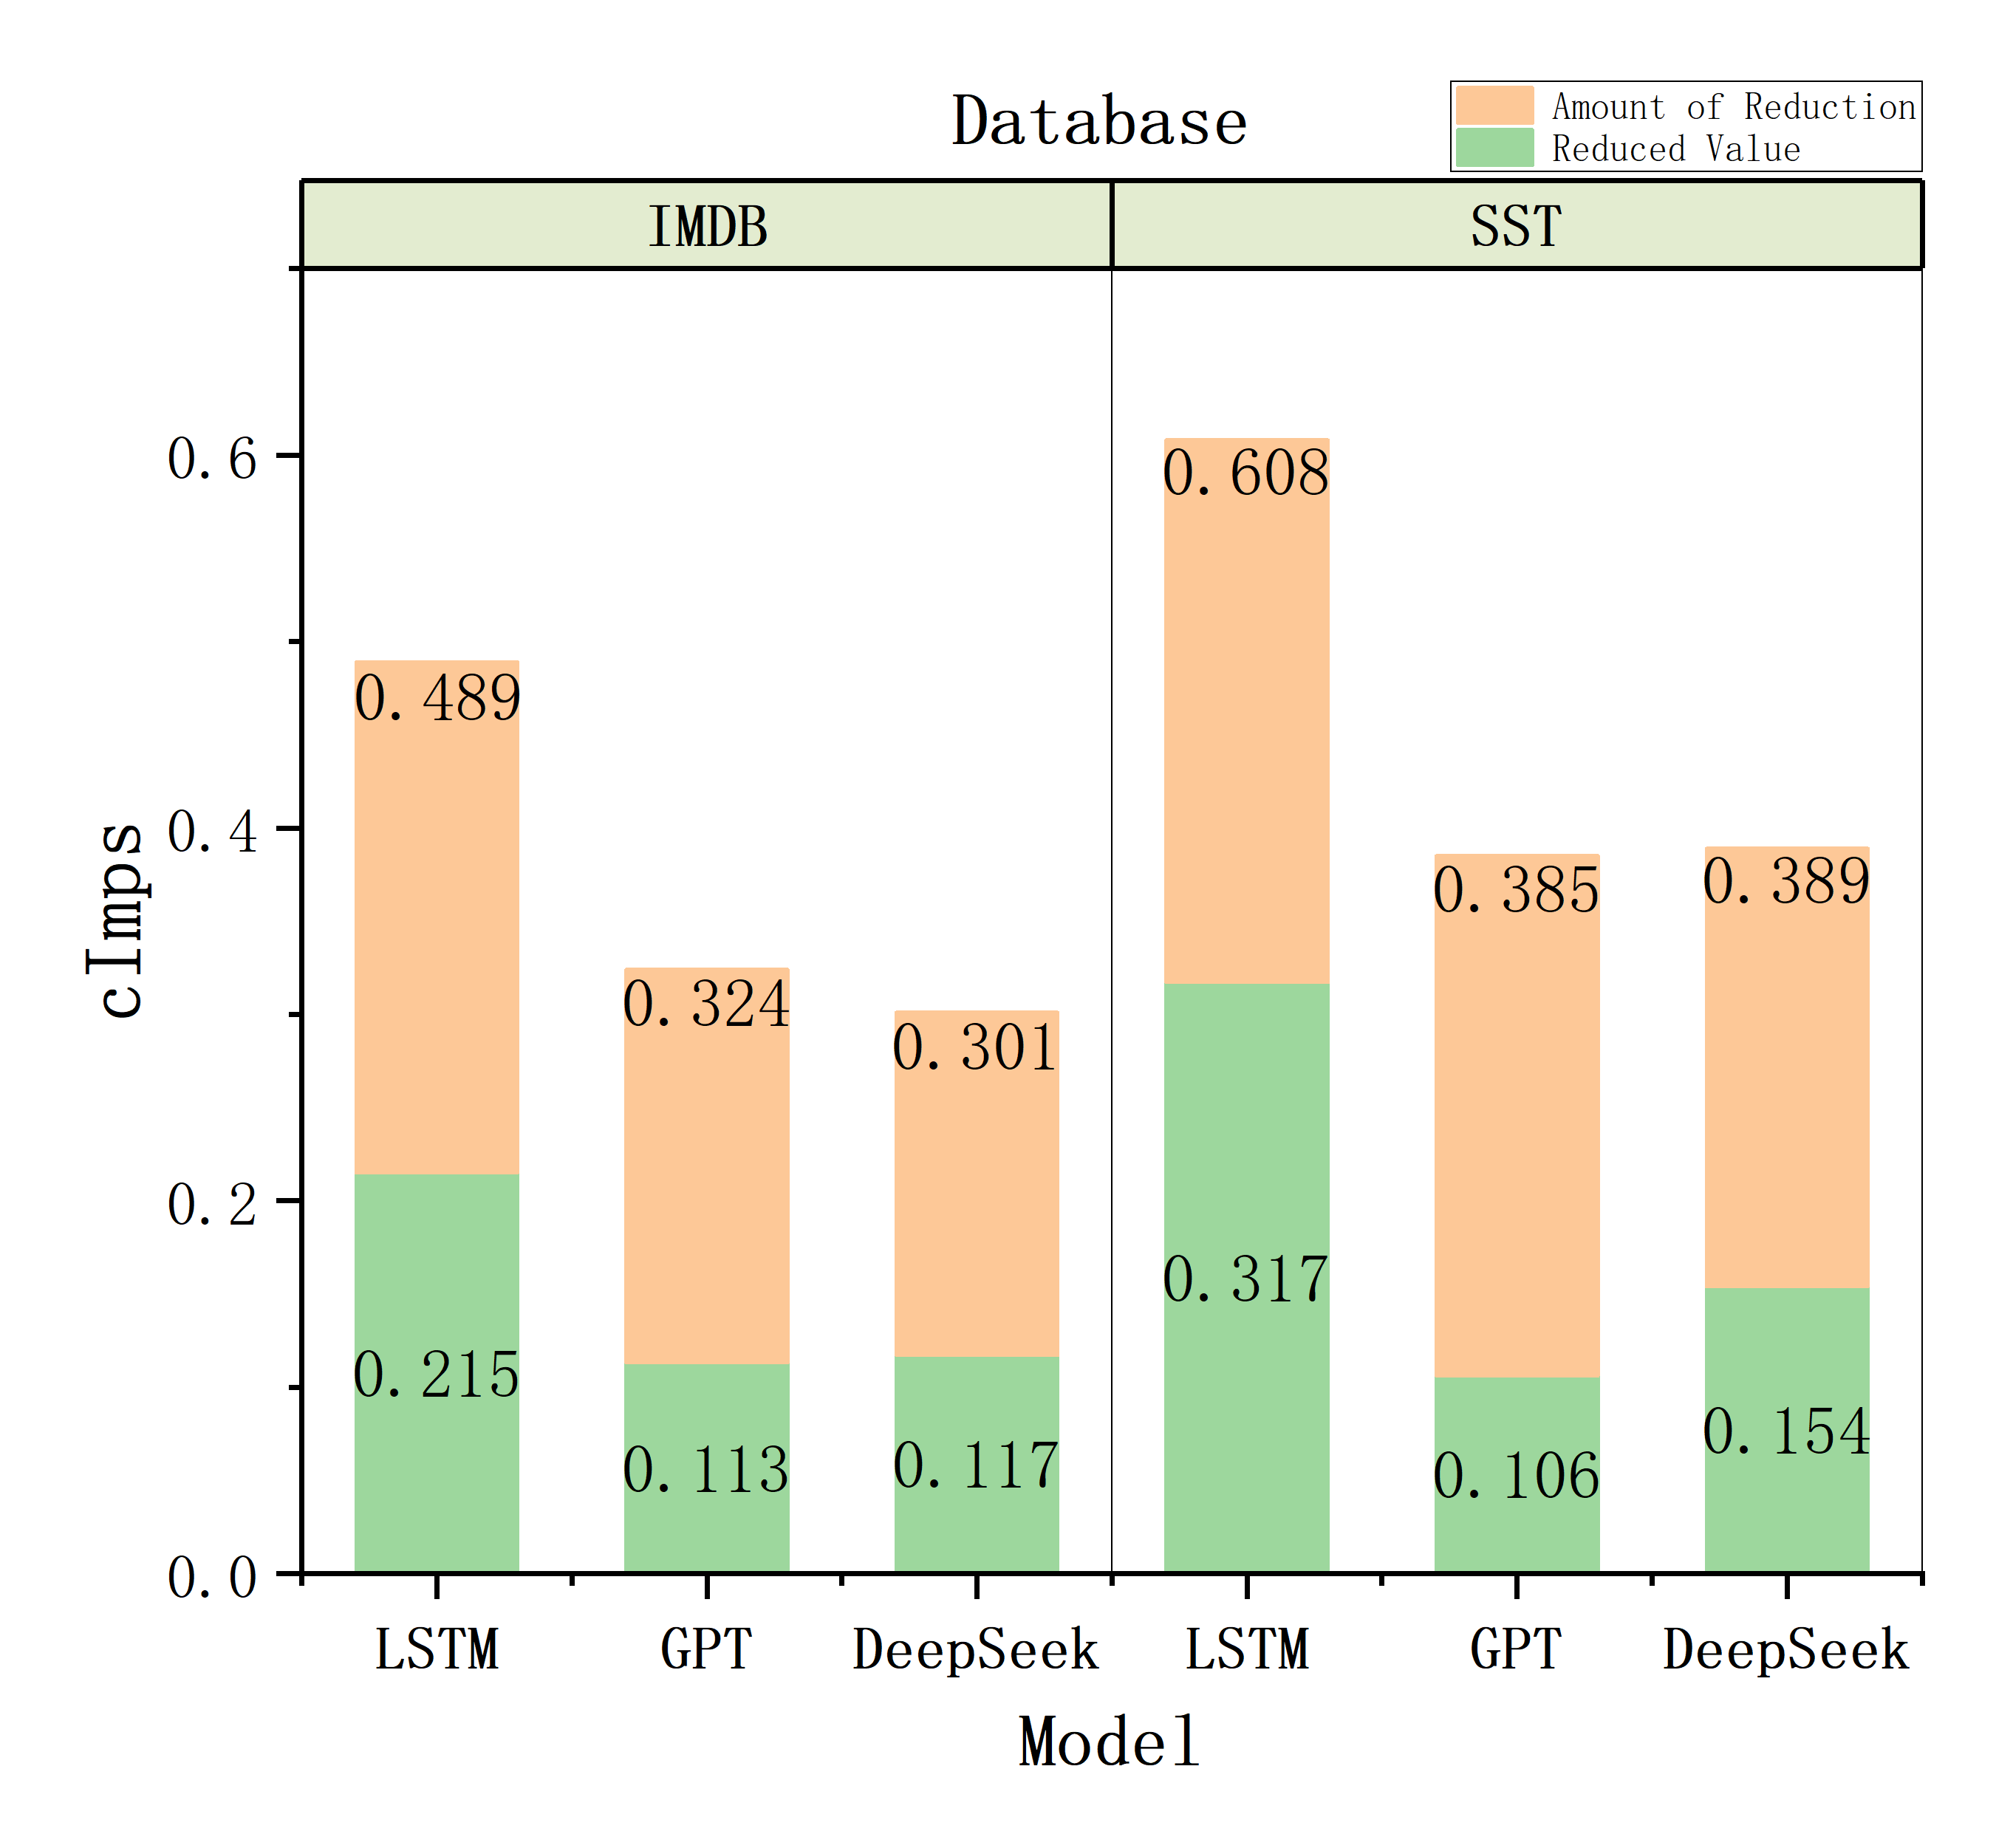 Database
Amount of Reduction
Reduced Value
IMDB
SST
cImps
0.6
0.4
0.2
0.0
0.489
0.215
0.324
0.113
0.301
0.117
0.608
0.317
0.385
0.106
0.389
0.154
LSTM
GPT
DeepSeek
LSTM
GPT
DeepSeek
Model